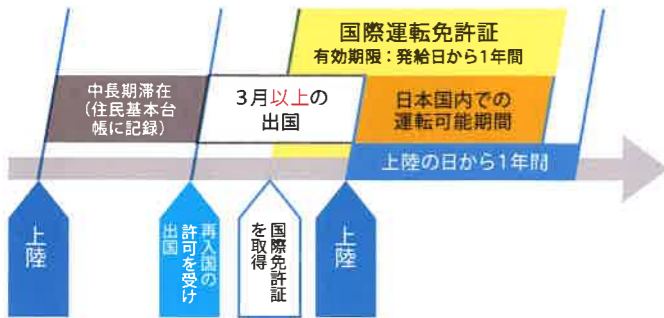 国際運転免許証
有効期限：発給日から1年間
中長期滞在
（住民基本台
帳に記録）
3月以上の
出国
日本国内での
運転可能期間
上陸の日から1年間
上陸
再入国の
許可を受け
出国
国際免許証
を取得
上陸